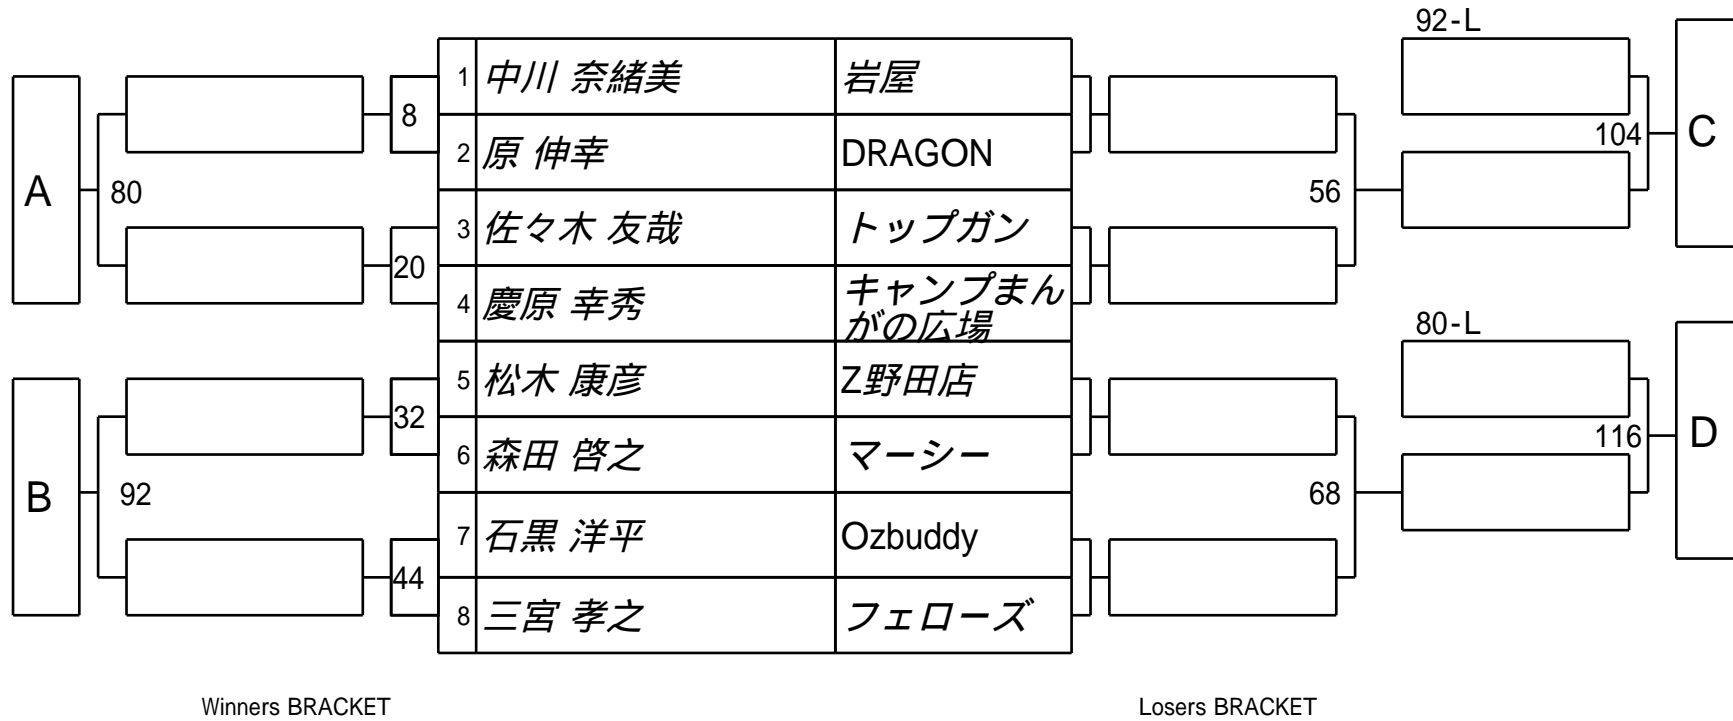 92-L
1 中川 奈緒美 岩屋
8
2 原 伸幸 DRAGON
104
C
A
80
56
3 佐々木 友哉 トップガン
20
4 慶原 幸秀 キャンプまん
がの広場
80-L
5 松木 康彦 Z野田店
32
6 森田 啓之 マーシー
116
D
B
92
68
7 石黒 洋平 Ozbuddy
44
8 三宮 孝之 フェローズ
Winners BRACKET
Losers BRACKET